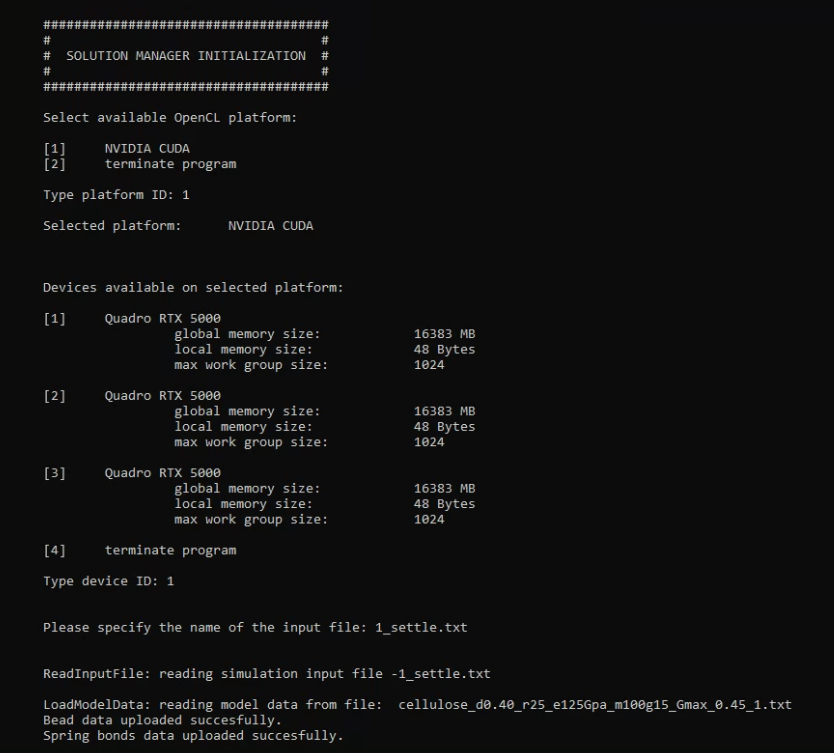 #####################################
#                                   #
#  SOLUTION MANAGER INITIALIZATION  #
#                                   #
#####################################
Select available OpenCL platform:
[1]     NVIDIA CUDA
[2]     terminate program
Type platform ID: 1
Selected platform:      NVIDIA CUDA
Devices available on selected platform:
[1]     Quadro RTX 5000
global memory size:            16383 MB
local memory size:             48 Bytes
max work group size:           1024
[2]     Quadro RTX 5000
global memory size:            16383 MB
local memory size:             48 Bytes
max work group size:           1024
[3]     Quadro RTX 5000
global memory size:            16383 MB
local memory size:             48 Bytes
max work group size:           1024
[4]     terminate program
Type device ID: 1
Please specify the name of the input file: 1_settle.txt
ReadInputFile: reading simulation input file -1_settle.txt
LoadModelData: reading model data from file:  cellulose_d0.40_r25_e125Gpa_m100g15_Gmax_0.45_1.txt
Bead data uploaded succesfully.
Spring bonds data uploaded succesfully.